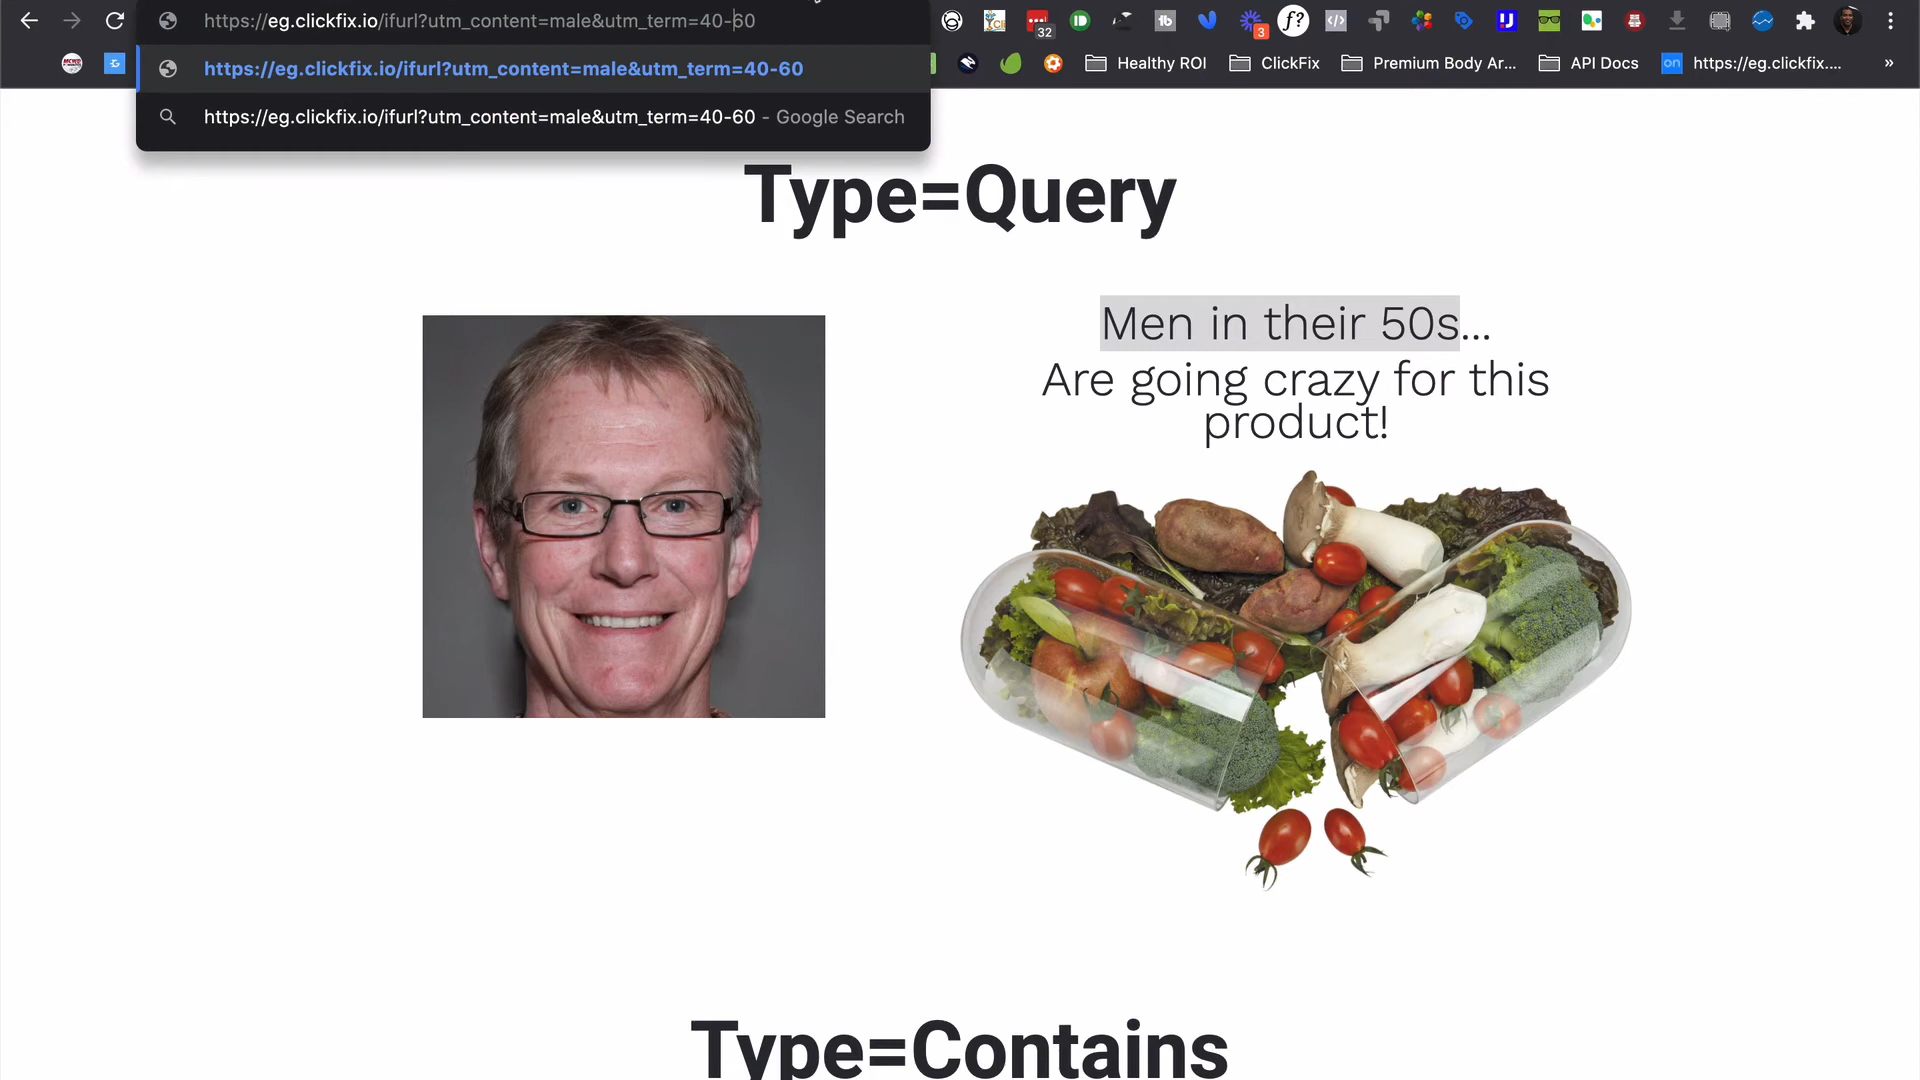 https://eg.clickfix.io/ifurl?utm_content=male&utm_term=40-60
https://eg.clickfix.io/ifurl?utm_content=male&utm_term=40-60
https://eg.clickfix.io/ifurl?utm_content=male&utm_term=40-60 - Google Search
32
3
f?
Healthy ROI
ClickFix
Premium Body Ar...
API Docs
on
https://eg.clickfix....
»
Type=Query
Men in their 50s...
Are going crazy for this
product!
Type=Contains